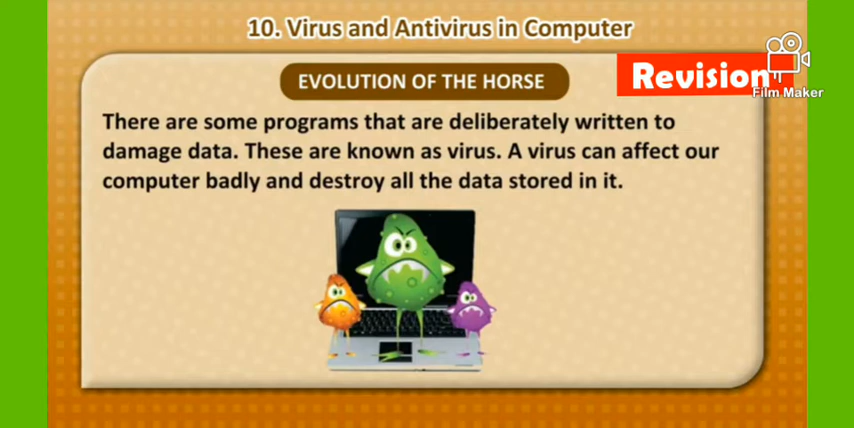 10. Virus and Antivirus in Computer
EVOLUTION OF THE HORSE
Revision
Film Maker
There are some programs that are deliberately written to
damage data. These are known as virus. A virus can affect our
computer badly and destroy all the data stored in it.